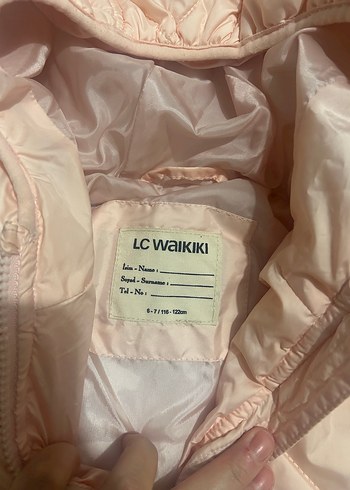 LC WAIKIKI
İsim - Name :
Soyad - Surname :
Tel - No :
6 - 7 / 116 - 122cm